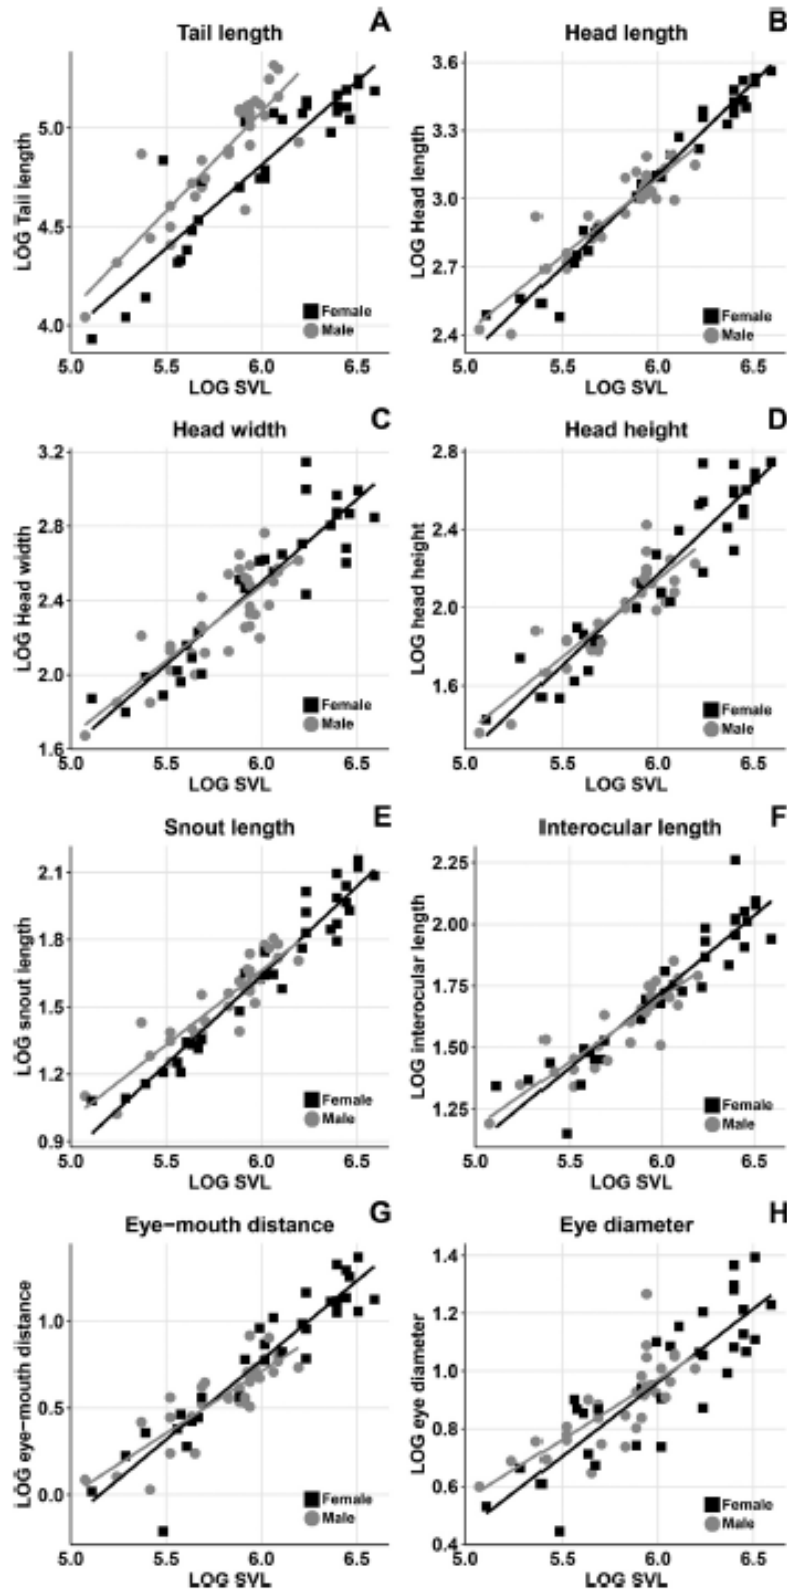 A
Tail length
LOG Tail length
5.0
4.5
4.0
Female
Male
5.0 5.5 6.0 6.5
LOG SVL
B
Head length
LOG Head length
3.6
3.3
3.0
2.7
2.4
Female
Male
5.0 5.5 6.0 6.5
LOG SVL
C
Head width
LOG Head width
3.2
2.8
2.4
2.0
1.6
Female
Male
5.0 5.5 6.0 6.5
LOG SVL
D
Head height
LOG head height
2.8
2.4
2.0
1.6
Female
Male
5.0 5.5 6.0 6.5
LOG SVL
E
Snout length
LOG snout length
2.1
1.8
1.5
1.2
0.9
Female
Male
5.0 5.5 6.0 6.5
LOG SVL
F
Interocular length
LOG interocular length
2.25
2.00
1.75
1.50
1.25
Female
Male
5.0 5.5 6.0 6.5
LOG SVL
G
Eye−mouth distance
LOG eye−mouth distance
1.0
0.5
0.0
Female
Male
5.0 5.5 6.0 6.5
LOG SVL
H
Eye diameter
LOG eye diameter
1.4
1.2
1.0
0.8
0.6
0.4
Female
Male
5.0 5.5 6.0 6.5
LOG SVL